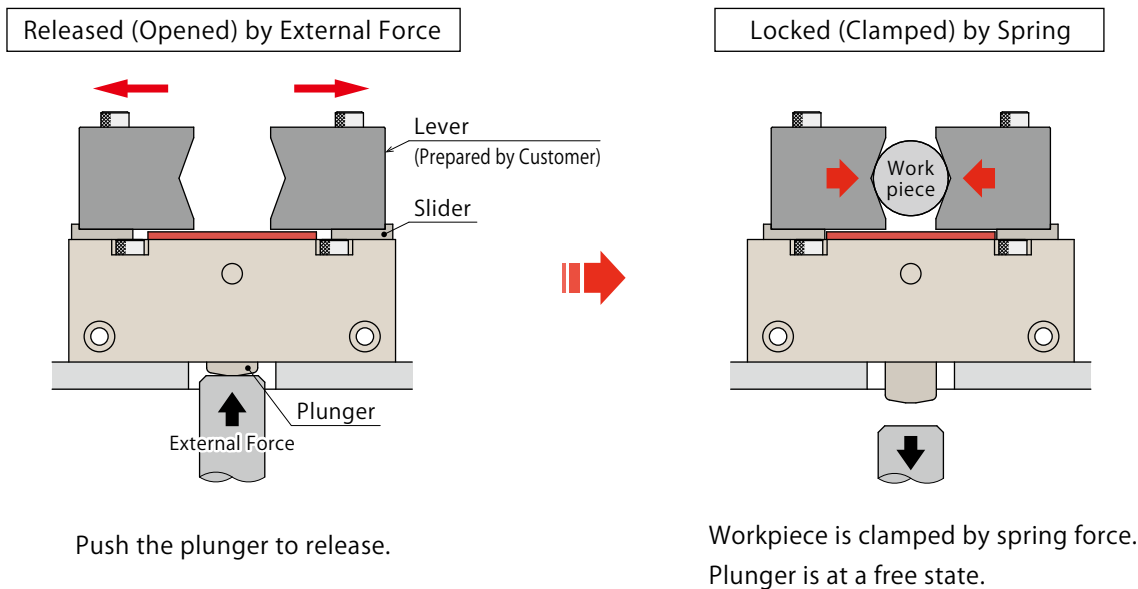 Released (Opened) by External Force
Locked (Clamped) by Spring
Lever
(Prepared by Customer)
Slider
Plunger
External Force
Work
piece
Push the plunger to release.
Workpiece is clamped by spring force.
Plunger is at a free state.